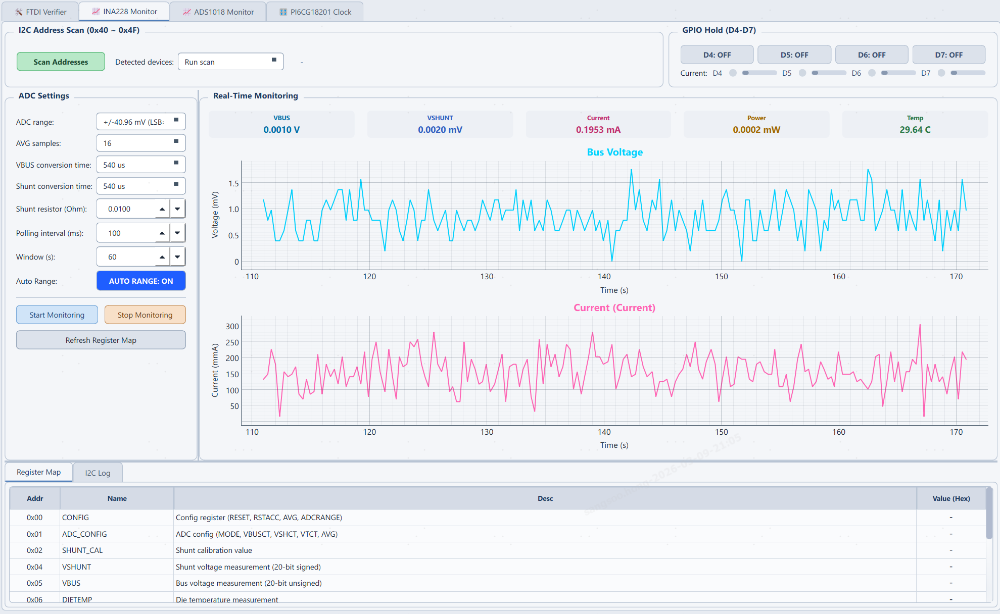 FTDI Verifier
INA228 Monitor
ADS1018 Monitor
PI6CG18201 Clock
I2C Address Scan (0x40 ~ 0x4F)
Scan Addresses
Detected devices:
Run scan
-
GPIO Hold (D4-D7)
D4: OFF
D5: OFF
D6: OFF
D7: OFF
Current: D4
D5
D6
D7
ADC Settings
ADC range:
+/-40.96 mV (LSB:
AVG samples:
16
VBUS conversion time:
540 us
Shunt conversion time:
540 us
Shunt resistor (Ohm):
0.0100
Polling interval (ms):
100
Window (s):
60
Auto Range:
AUTO RANGE: ON
Start Monitoring
Stop Monitoring
Refresh Register Map
Real-Time Monitoring
VBUS
0.0010 V
VSHUNT
0.0020 mV
Current
0.1953 mA
Power
0.0002 mW
Temp
29.64 C
Bus Voltage
Voltage (mV)
1.5
1.0
0.5
0
110 120 130 140 150 160 170
Time (s)
Current (Current)
Current (mmA)
300
250
200
150
100
50
110 120 130 140 150 160 170
Time (s)
Register Map
I2C Log
Addr Name Desc Value (Hex)
0x00 CONFIG Config register (RESET, RSTACC, AVG, ADCRANGE) -
0x01 ADC_CONFIG ADC config (MODE, VBUSCT, VSHCT, VTCT, AVG) -
0x02 SHUNT_CAL Shunt calibration value -
0x04 VSHUNT Shunt voltage measurement (20-bit signed) -
0x05 VBUS Bus voltage measurement (20-bit unsigned) -
0x06 DIETEMP Die temperature measurement -